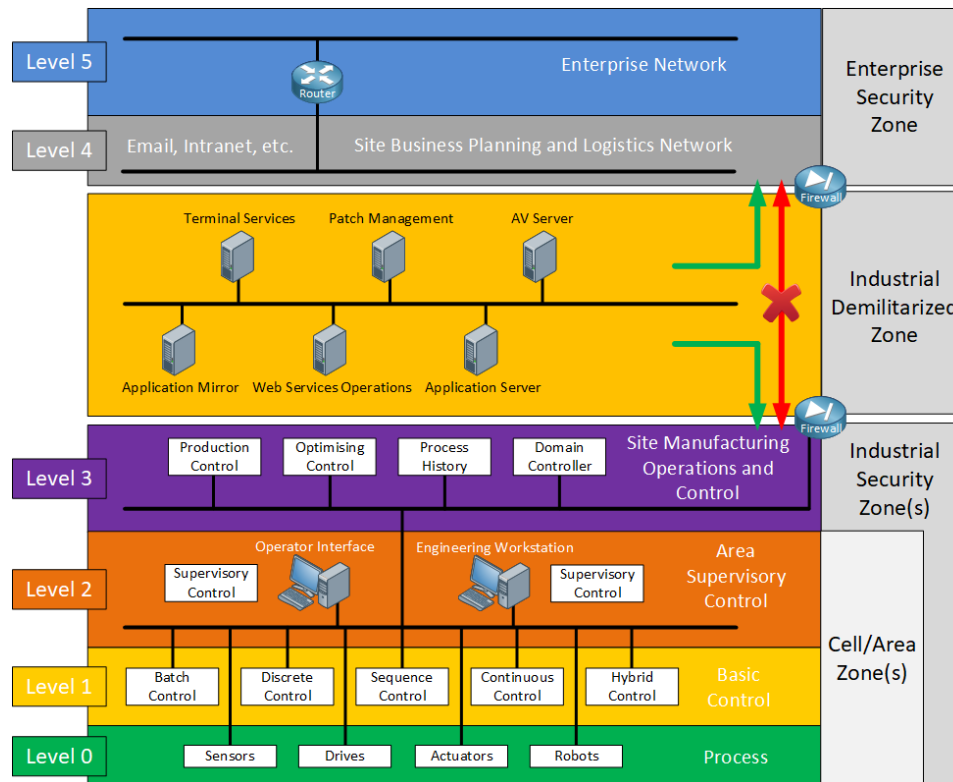 Level 5
Enterprise Network
Router
Enterprise
Security
Zone
Level 4
Email, Intranet, etc.
Site Business Planning and Logistics Network
Firewall
Terminal Services
Patch Management
AV Server
Industrial
Demilitarized
Zone
Application Mirror
Web Services Operations
Application Server
Firewall
Level 3
Production
Control
Optimising
Control
Process
History
Domain
Controller
Site Manufacturing
Operations and
Control
Industrial
Security
Zone(s)
Level 2
Operator Interface
Engineering Workstation
Supervisory
Control
Supervisory
Control
Area
Supervisory
Control
Cell/Area
Zone(s)
Level 1
Batch
Control
Discrete
Control
Sequence
Control
Continuous
Control
Hybrid
Control
Basic
Control
Level 0
Sensors
Drives
Actuators
Robots
Process